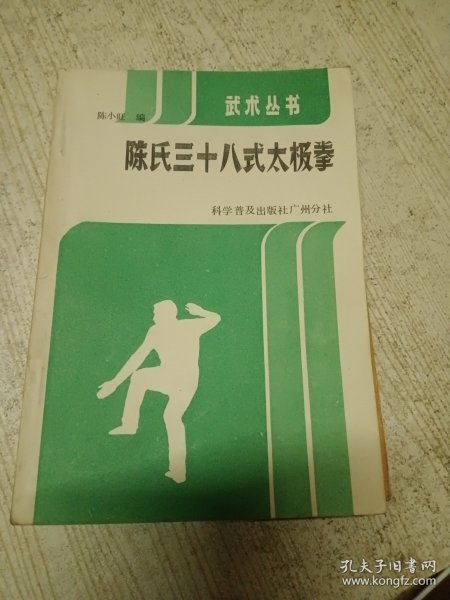 武术丛书
陈小旺 编
陈氏三十八式太极拳
科学普及出版社广州分社
孔夫子旧书网
www.kongfz.com